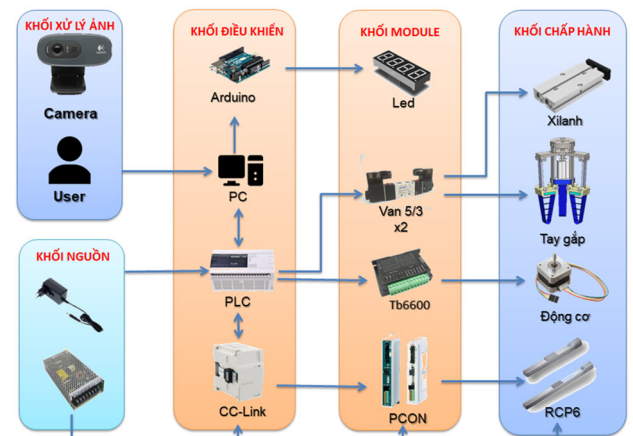 KHỐI XỬ LÝ ẢNH
Camera
User
KHỐI NGUỒN
KHỐI ĐIỀU KHIỂN
Arduino
PC
PLC
CC-Link
KHỐI MODULE
Led
Van 5/3
x2
Tb6600
PCON
KHỐI CHẤP HÀNH
Xilanh
Tay gắp
Động cơ
RCP6